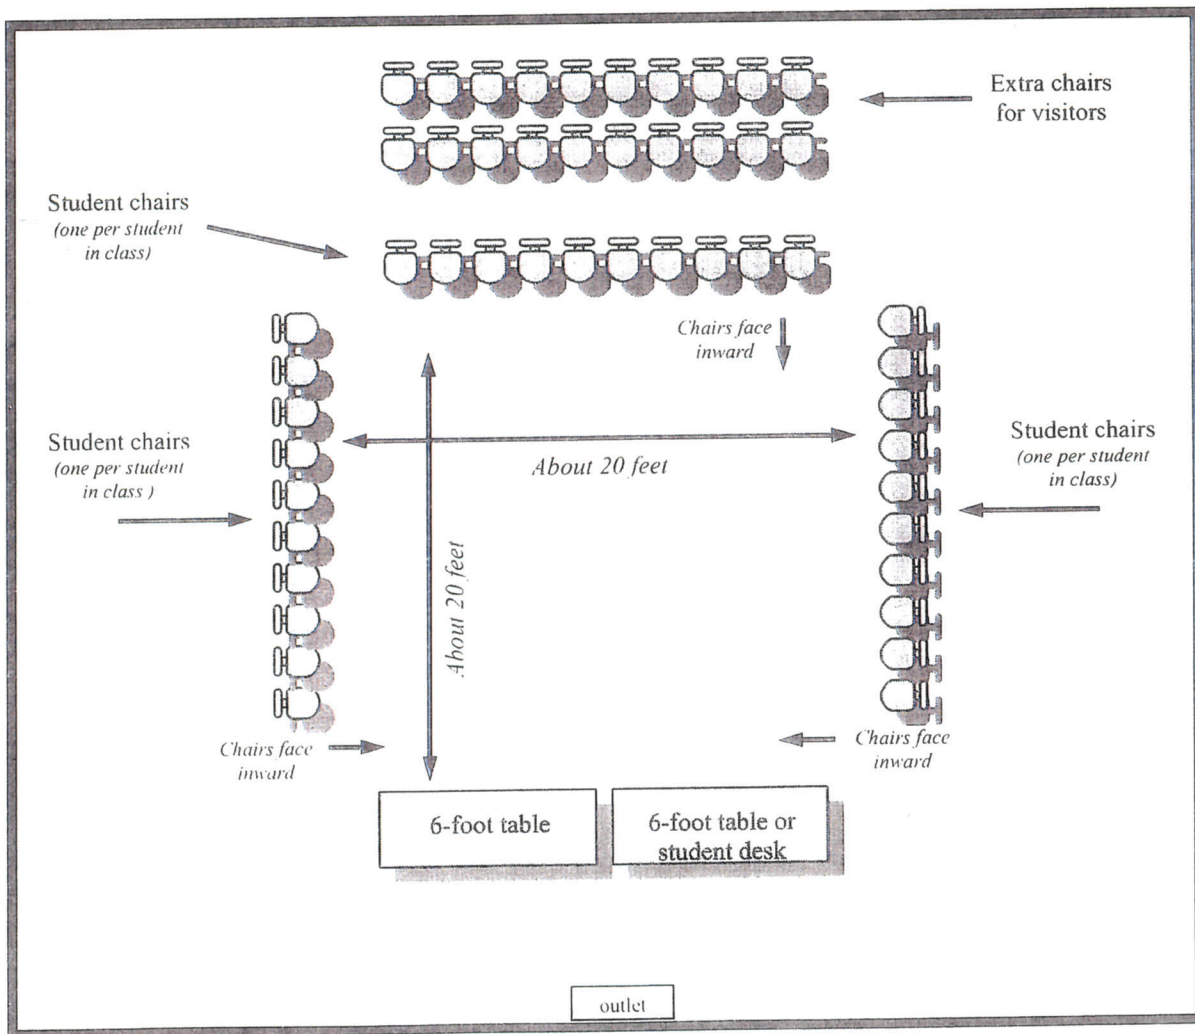 Extra chairs
for visitors
Student chairs
(one per student
in class)
Chairs face
inward
Student chairs
(one per student
in class )
About 20 feet
Student chairs
(one per student
in class)
About 20 feet
Chairs face
inward
Chairs face
inward
6-foot table
6-foot table or
student desk
outlet